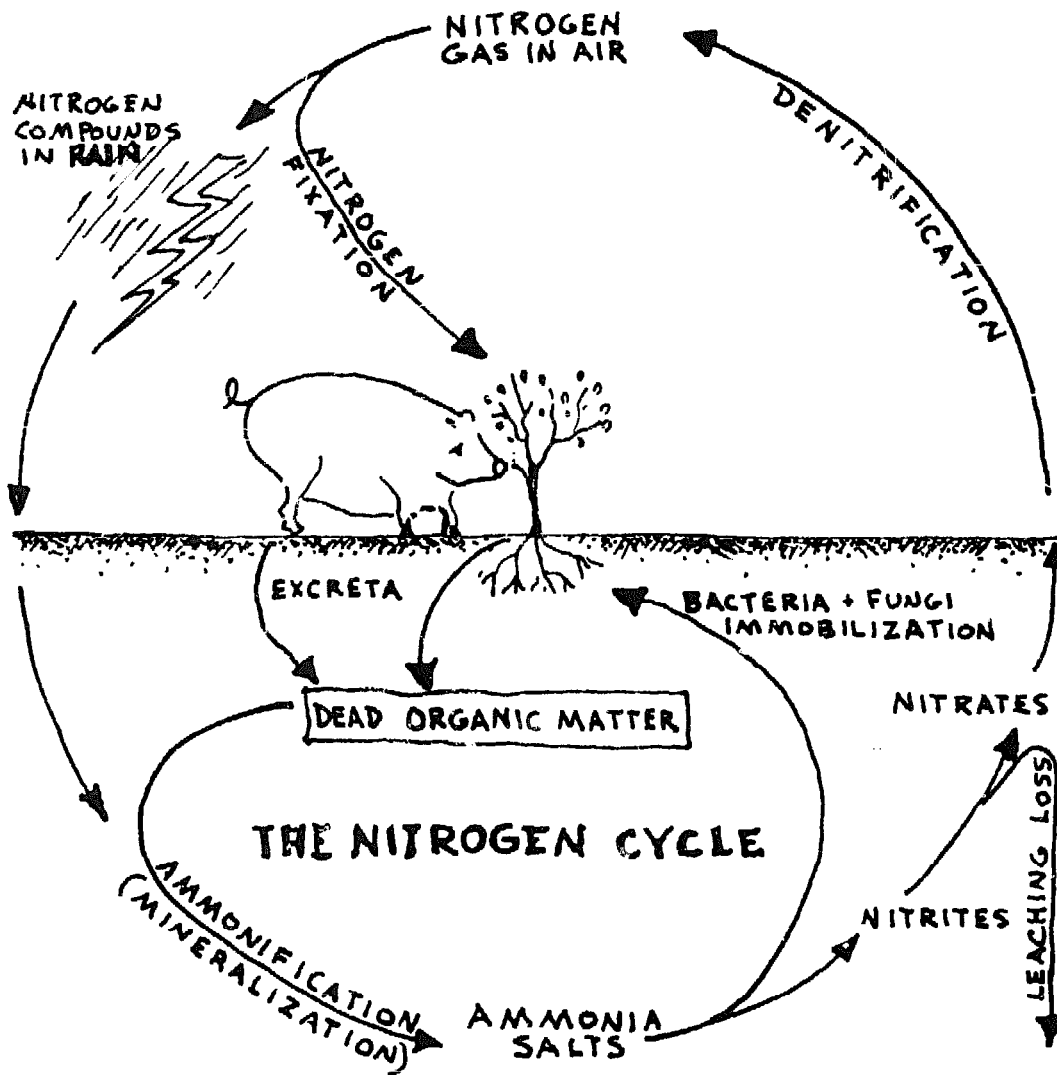 NITROGEN
GAS IN AIR
NITROGEN
COMPOUNDS
IN RAIN
NITROGEN
FIXATION
DENITRIFICATION
EXCRETA
BACTERIA + FUNGI
IMMOBILIZATION
DEAD ORGANIC MATTER
NITRATES
THE NITROGEN CYCLE
LEACHING LOSS
AMMONIFICATION
(MINERALIZATION)
NITRITES
AMMONIA
SALTS